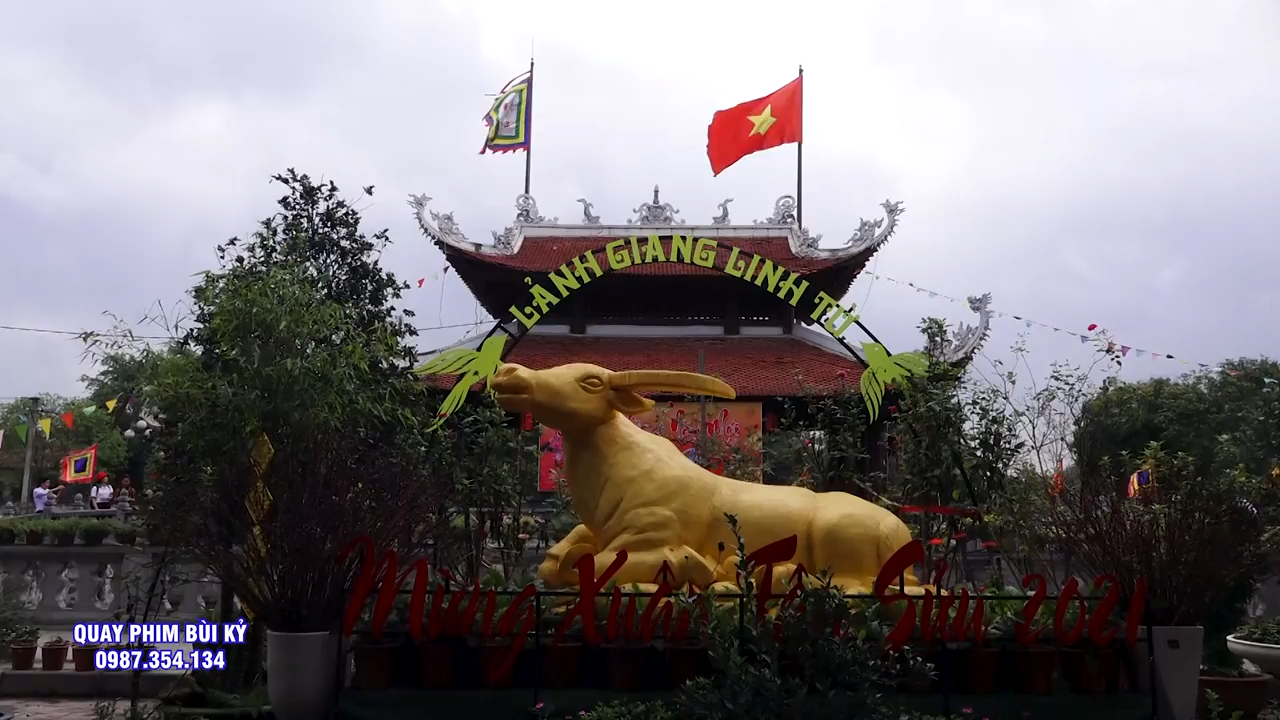 LẢNH GIANG LINH TỪ
Mừng Xuân Tân Sửu 2021
QUAY PHIM BÙI KỶ
0987.354.134